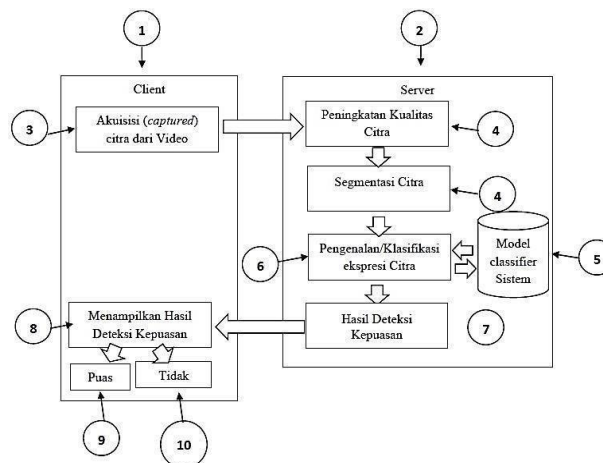 1
2
Client
Server
3
Akuisisi (captured)
citra dari Video
Peningkatan Kualitas
Citra
4
Segmentasi Citra
4
6
Pengenalan/Klasifikasi
ekspresi Citra
Model
classifier
Sistem
5
8
Menampilkan Hasil
Deteksi Kepuasan
Hasil Deteksi
Kepuasan
7
Puas
Tidak
9
10